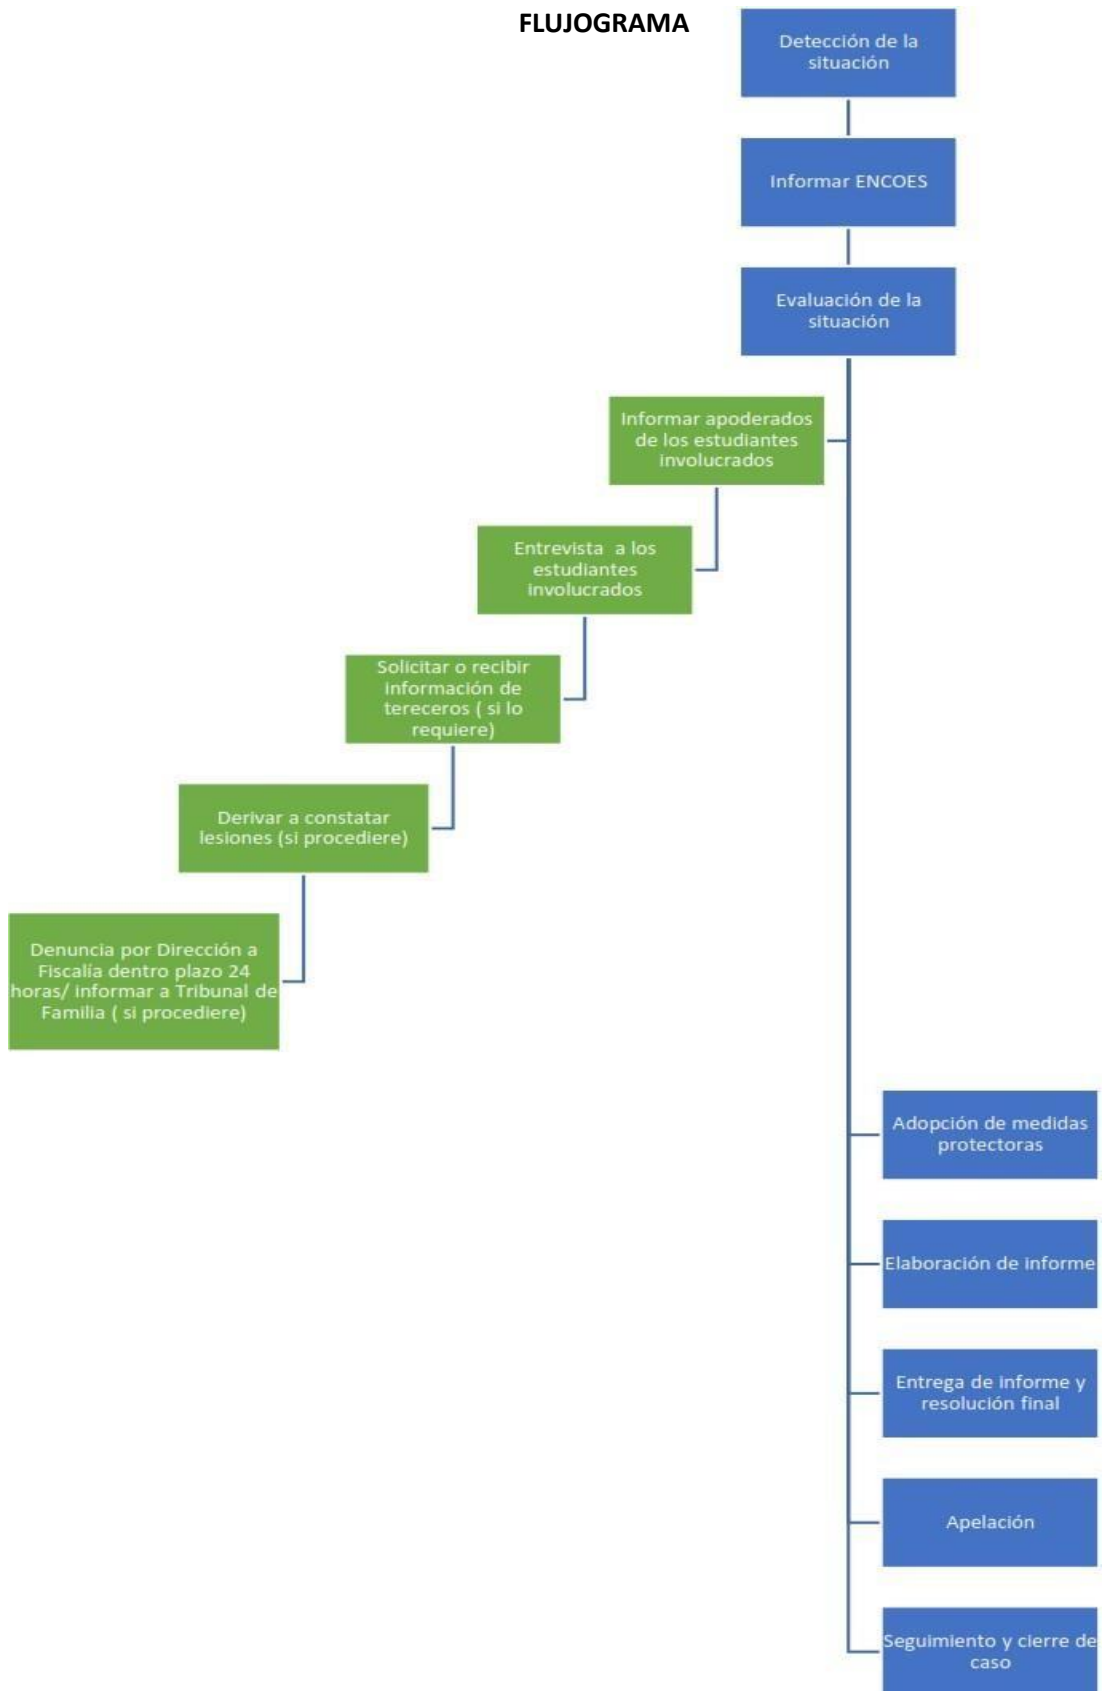 FLUJOGRAMA
Detección de la
situación
Informar ENCOES
Evaluación de la
situación
Informar apoderados
de los estudiantes
involucrados
Entrevista a los
estudiantes
involucrados
Solicitar o recibir
información de
tereceros ( si lo
requiere)
Derivar a constatar
lesiones (si procediere)
Denuncia por Dirección a
Fiscalía dentro plazo 24
horas/ informar a Tribunal de
Familia ( si procediere)
Adopción de medidas
protectoras
Elaboración de informe
Entrega de informe y
resolución final
Apelación
Seguimiento y cierre de
caso